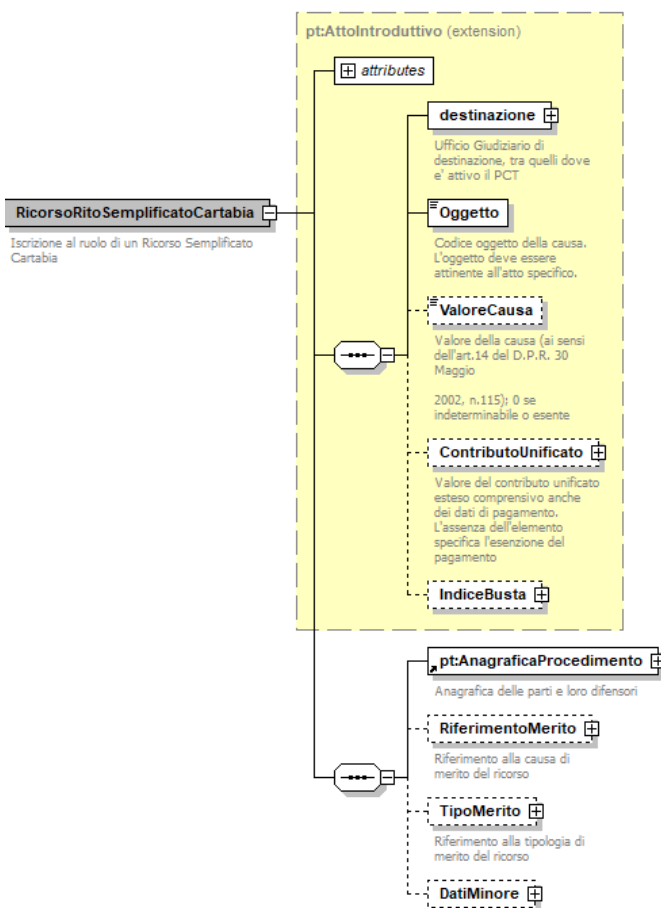 pt:AttoIntroduttivo (extension)
attributes
destinazione
Ufficio Giudiziario di
destinazione, tra quelli dove
e' attivo il PCT
RicorsoRitoSemplificatoCartabia
Iscrizione al ruolo di un Ricorso Semplificato
Cartabia
Oggetto
Codice oggetto della causa.
L'oggetto deve essere
attinente all'atto specifico.
ValoreCausa
Valore della causa (ai sensi
dell'art.14 del D.P.R. 30
Maggio
2002, n.115); 0 se
indeterminabile o esente
ContributoUnificato
Valore del contributo unificato
esteso comprensivo anche
dei dati di pagamento.
L'assenza dell'elemento
specifica l'esenzione del
pagamento
IndiceBusta
pt:AnagraficaProcedimento
Anagrafica delle parti e loro difensori
RiferimentoMerito
Riferimento alla causa di
merito del ricorso
TipoMerito
Riferimento alla tipologia di
merito del ricorso
DatiMinore